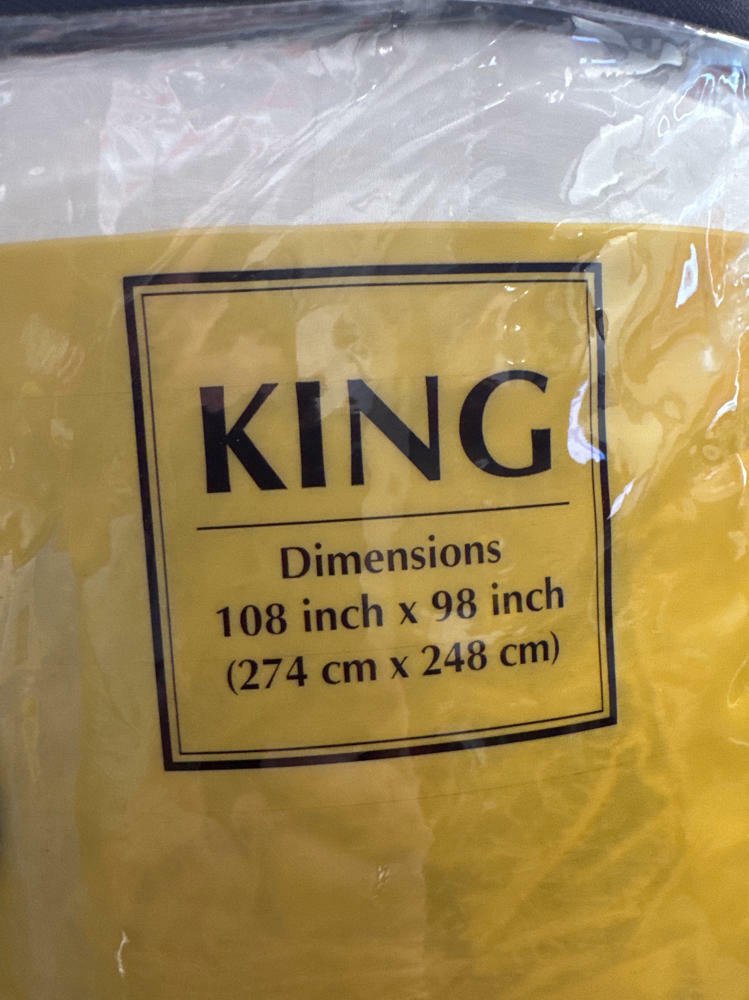 KING
Dimensions
108 inch x 98 inch
(274 cm x 248 cm)